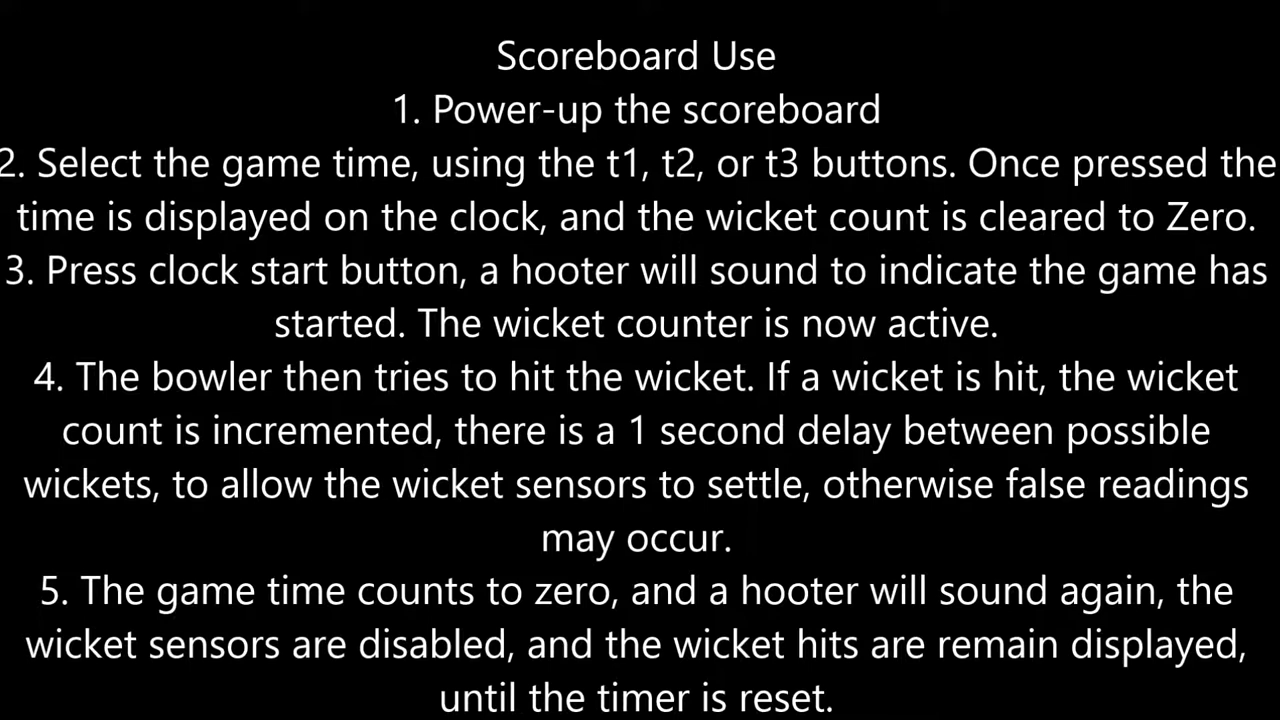 Scoreboard Use
1. Power-up the scoreboard
2. Select the game time, using the t1, t2, or t3 buttons. Once pressed the
time is displayed on the clock, and the wicket count is cleared to Zero.
3. Press clock start button, a hooter will sound to indicate the game has
started. The wicket counter is now active.
4. The bowler then tries to hit the wicket. If a wicket is hit, the wicket
count is incremented, there is a 1 second delay between possible
wickets, to allow the wicket sensors to settle, otherwise false readings
may occur.
5. The game time counts to zero, and a hooter will sound again, the
wicket sensors are disabled, and the wicket hits are remain displayed,
until the timer is reset.